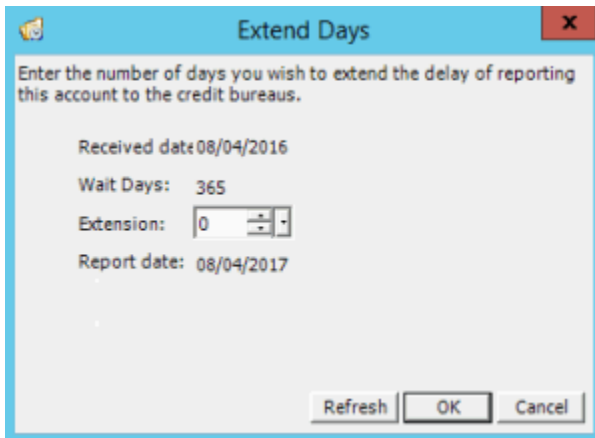 Extend Days
x
Enter the number of days you wish to extend the delay of reporting
this account to the credit bureaus.
Received date 08/04/2016
Wait Days: 365
Extension: 0
Report date: 08/04/2017
Refresh OK Cancel